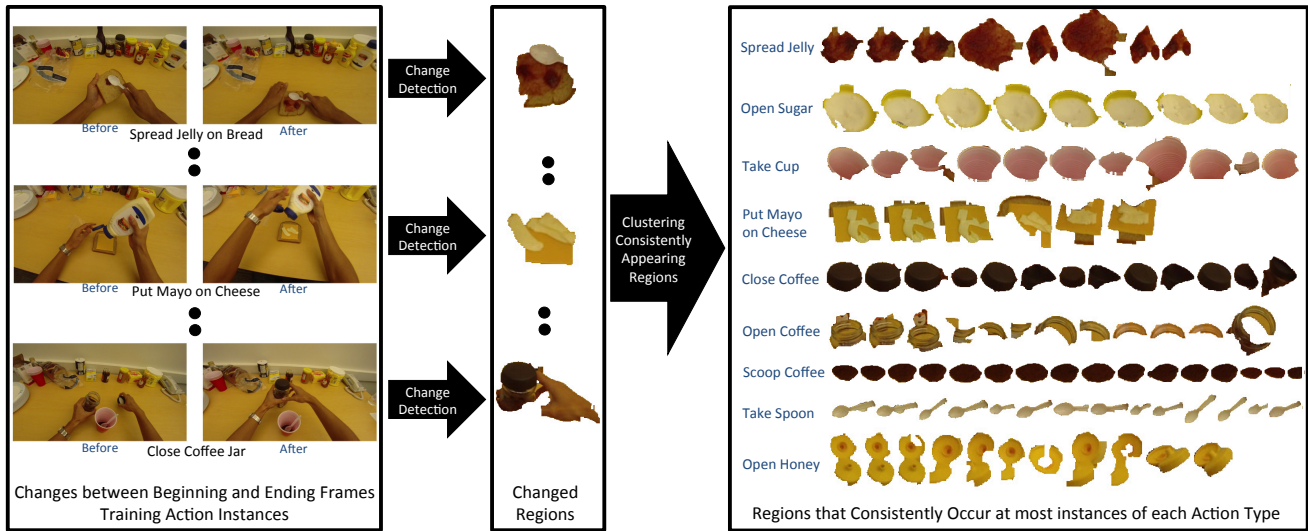 Before
After
Spread Jelly on Bread
Before
After
Put Mayo on Cheese
Before
After
Close Coffee Jar
Changes between Beginning and Ending Frames
Training Action Instances
Change
Detection
Change
Detection
Change
Detection
Changed
Regions
Clustering
Consistently
Appearing
Regions
Spread Jelly
Open Sugar
Take Cup
Put Mayo
on Cheese
Close Coffee
Open Coffee
Scoop Coffee
Take Spoon
Open Honey
Regions that Consistently Occur at most instances of each Action Type